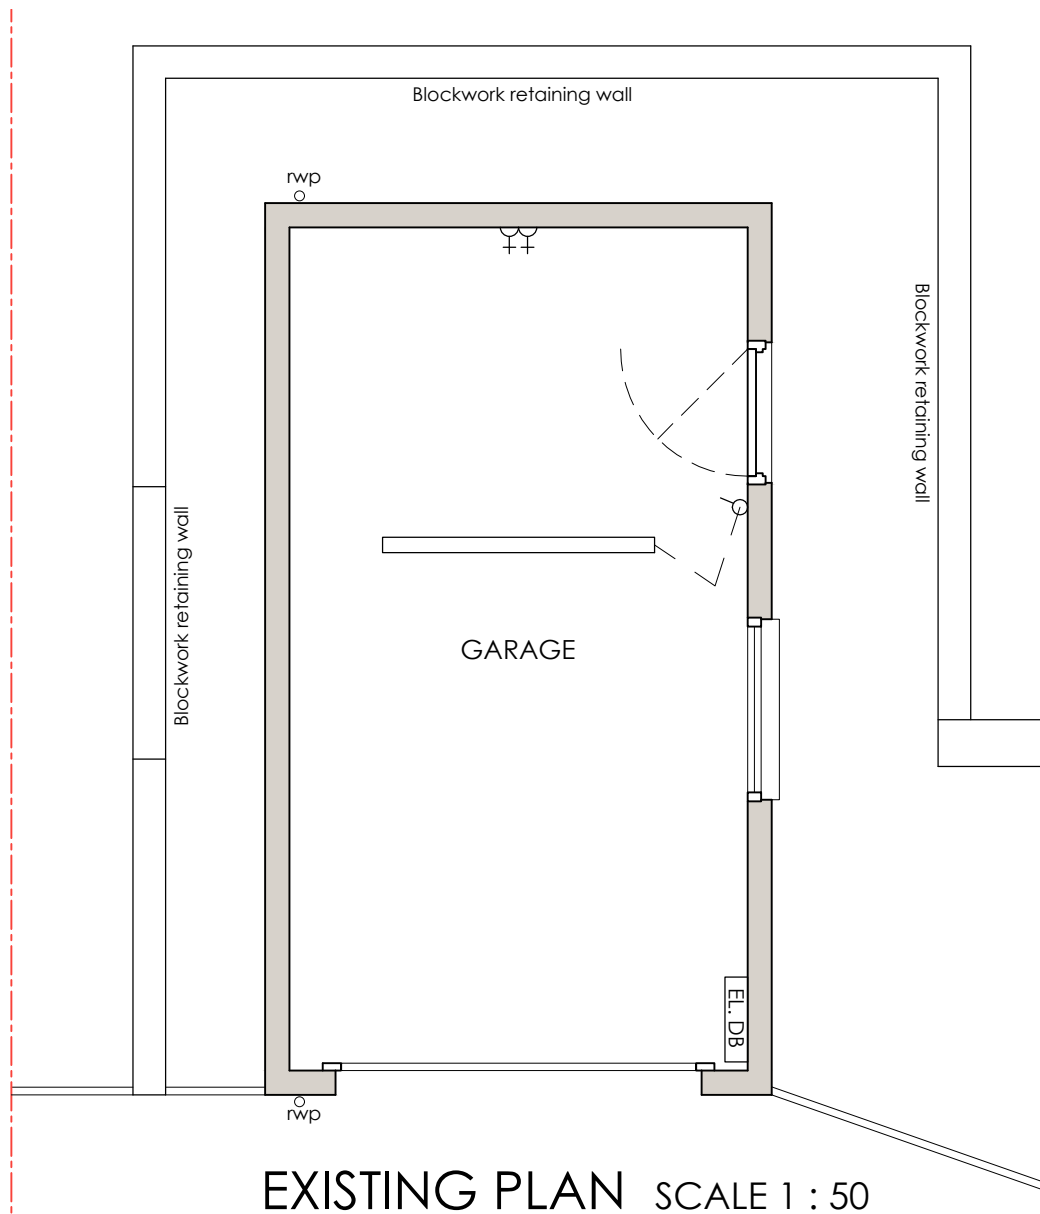 Blockwork retaining wall
rwp
Blockwork retaining wall
Blockwork retaining wall
GARAGE
EL. DB
rwp
EXISTING PLAN SCALE 1 : 50